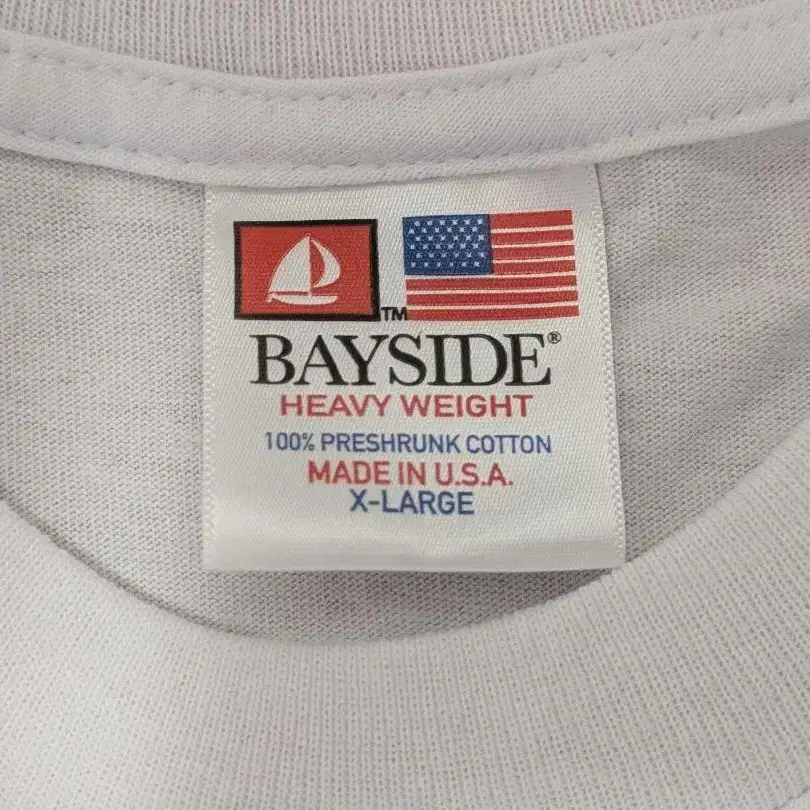 TM
BAYSIDE®
HEAVY WEIGHT
100% PRESHRUNK COTTON
MADE IN U.S.A.
X-LARGE